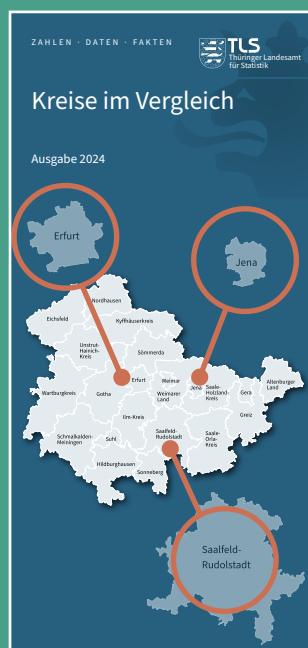 ZAHLEN · DATEN · FAKTEN
TLS
Thüringer Landesamt
für Statistik
Kreise im Vergleich
Ausgabe 2024
Erfurt
Jena
Nordhausen
Eichsfeld
Kyffhäuserkreis
Unstrut-
Hainich-
Kreis
Sömmerda
Altenburger
Land
Wartburgkreis
Gotha
Erfurt
Weimar
Weimarer
Land
Jena
Saale-
Holzland-
Kreis
Gera
Greiz
Ilm-Kreis
Schmalkalden-
Meiningen
Suhl
Saalfeld-
Rudolstadt
Saale-
Orla-
Kreis
Hildburghausen
Sonneberg
Saalfeld-
Rudolstadt